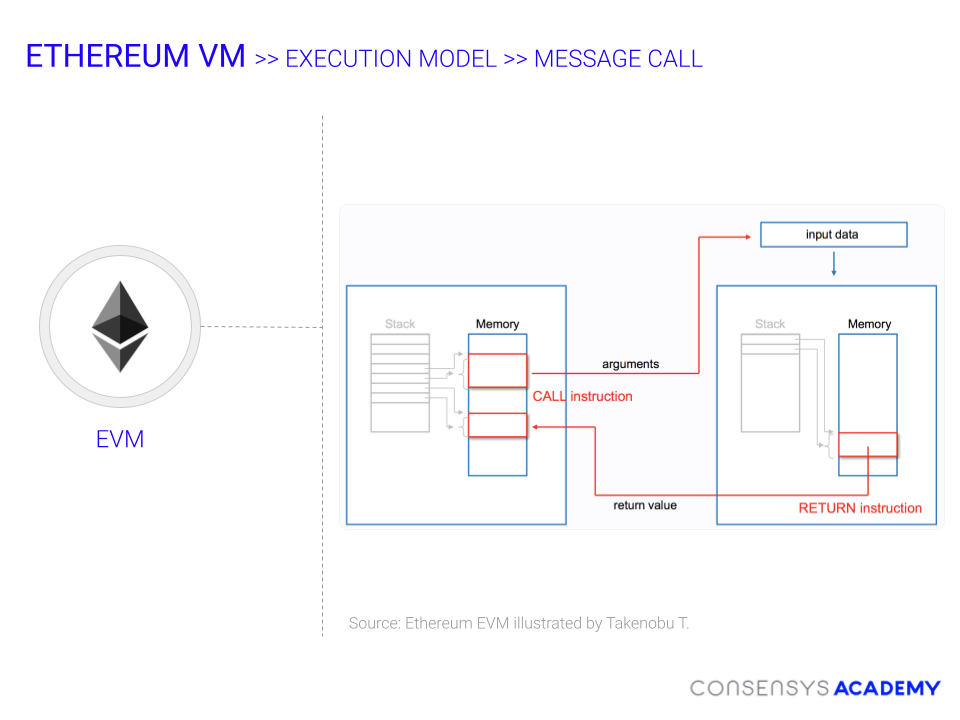 ETHEREUM VM >> EXECUTION MODEL >> MESSAGE CALL
input data
Stack
Memory
Stack
Memory
arguments
CALL instruction
return value
RETURN instruction
EVM
Source: Ethereum EVM illustrated by Takenobu T.
CONSENSYS ACADEMY